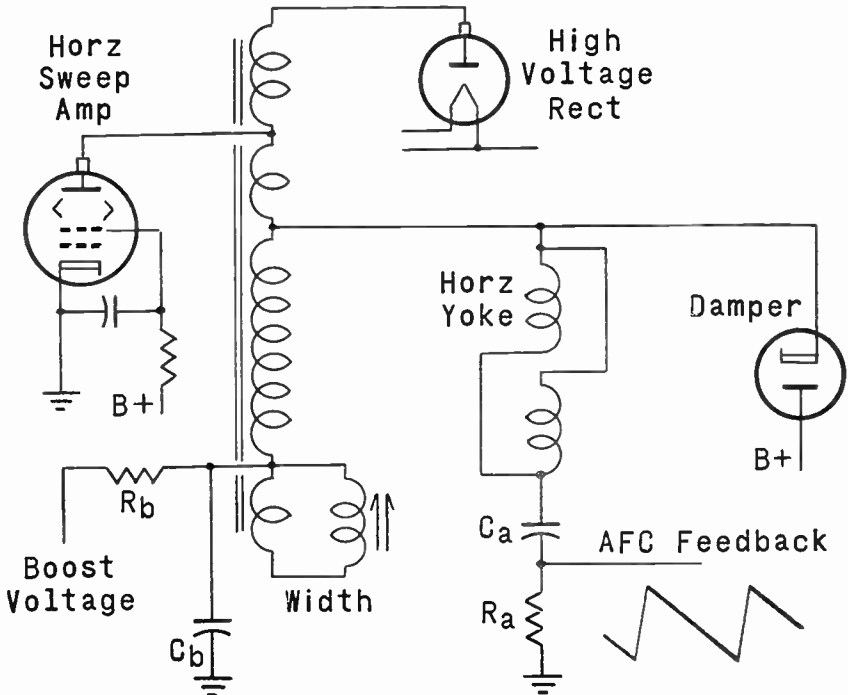 Horz
Sweep
Amp
High
Voltage
Rect
Horz
Yoke
Damper
B+
B+
Rb
Ca
AFC Feedback
Boost
Voltage
Width
Ra
Cb